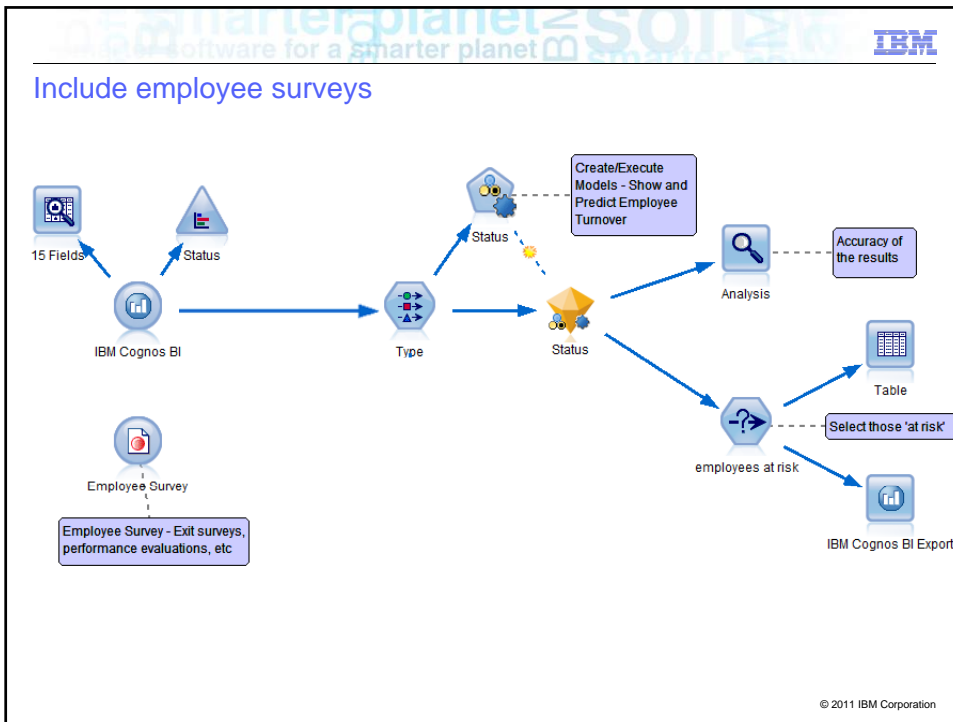 smarter planet
software for a smarter planet
smarter
IBM
Include employee surveys
Create/Execute
Models - Show and
Predict Employee
Turnover
15 Fields
Status
Status
Accuracy of
the results
Analysis
IBM Cognos BI
Type
Status
Table
Select those 'at risk'
employees at risk
Employee Survey
Employee Survey - Exit surveys,
performance evaluations, etc
IBM Cognos BI Export
© 2011 IBM Corporation